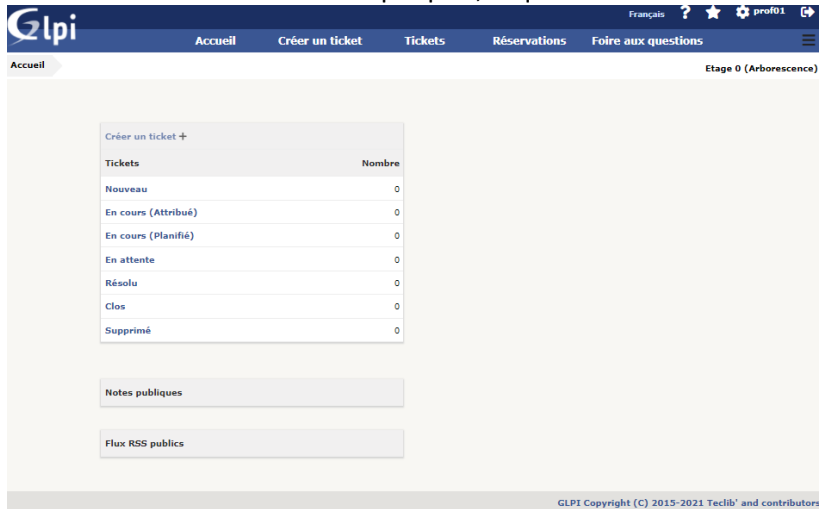 Glpi
Français ? prof01
Accueil Créer un ticket Tickets Réservations Foire aux questions
Accueil
Etage 0 (Arborescence)
Créer un ticket +
Tickets Nombre
Nouveau 0
En cours (Attribué) 0
En cours (Planifié) 0
En attente 0
Résolu 0
Clos 0
Supprimé 0
Notes publiques
Flux RSS publics
GLPI Copyright (C) 2015-2021 Teclib' and contributors